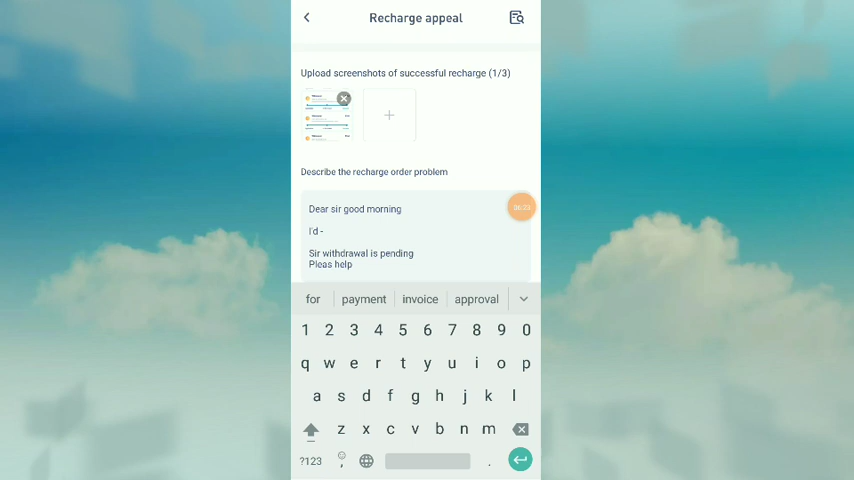 Recharge appeal
Upload screenshots of successful recharge (1/3)
Describe the recharge order problem
Dear sir good morning
I'd -
Sir withdrawal is pending
Pleas help
for payment invoice approval
1 2 3 4 5 6 7 8 9 0
q w e r t y u i o p
a s d f g h j k l
z x c v b n m
?123 , .